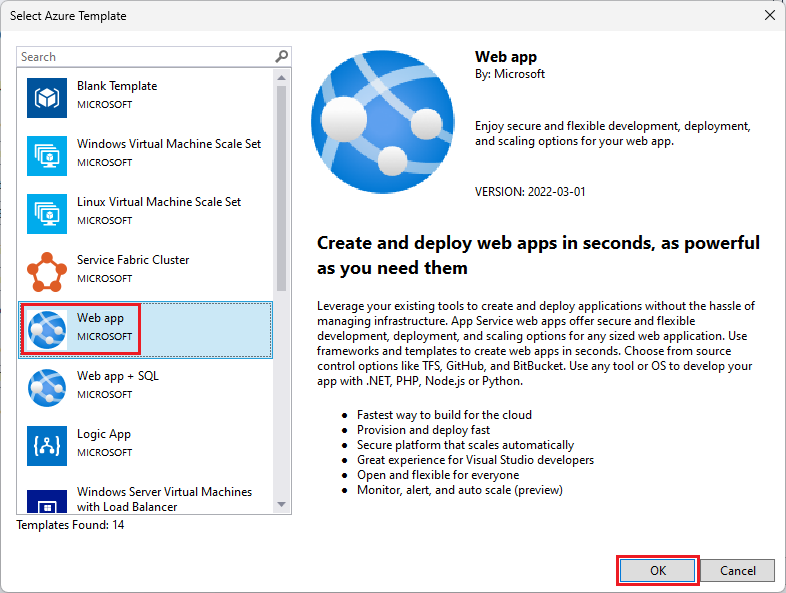 Select Azure Template
Search
Blank Template
MICROSOFT
Windows Virtual Machine Scale Set
MICROSOFT
Linux Virtual Machine Scale Set
MICROSOFT
Service Fabric Cluster
MICROSOFT
Web app
MICROSOFT
Web app + SQL
MICROSOFT
Logic App
MICROSOFT
Windows Server Virtual Machines
with Load Balancer
Templates Found: 14
Web app
By: Microsoft
Enjoy secure and flexible development, deployment,
and scaling options for your web app.
VERSION: 2022-03-01
Create and deploy web apps in seconds, as powerful
as you need them
Leverage your existing tools to create and deploy applications without the hassle of
managing infrastructure. App Service web apps offer secure and flexible
development, deployment, and scaling options for any sized web application. Use
frameworks and templates to create web apps in seconds. Choose from source
control options like TFS, GitHub, and BitBucket. Use any tool or OS to develop your
app with .NET, PHP, Node.js or Python.
• Fastest way to build for the cloud
• Provision and deploy fast
• Secure platform that scales automatically
• Great experience for Visual Studio developers
• Open and flexible for everyone
• Monitor, alert, and auto scale (preview)
OK
Cancel